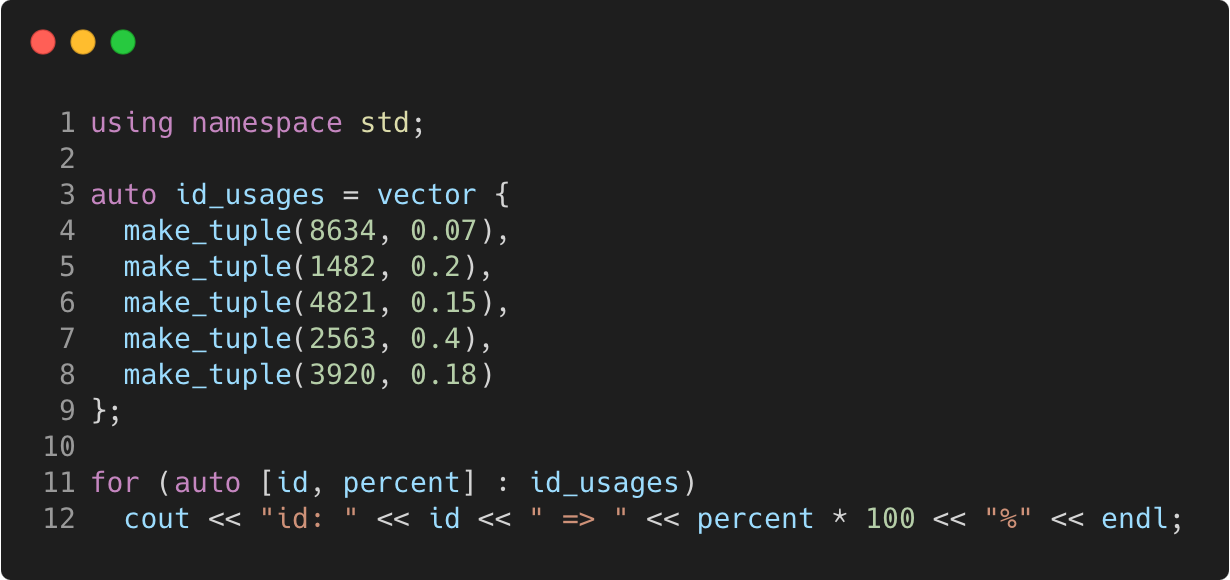 1 using namespace std;
2
3 auto id_usages = vector {
4   make_tuple(8634, 0.07),
5   make_tuple(1482, 0.2),
6   make_tuple(4821, 0.15),
7   make_tuple(2563, 0.4),
8   make_tuple(3920, 0.18)
9 };
10
11 for (auto [id, percent] : id_usages)
12   cout << "id: " << id << " => " << percent * 100 << "%" << endl;